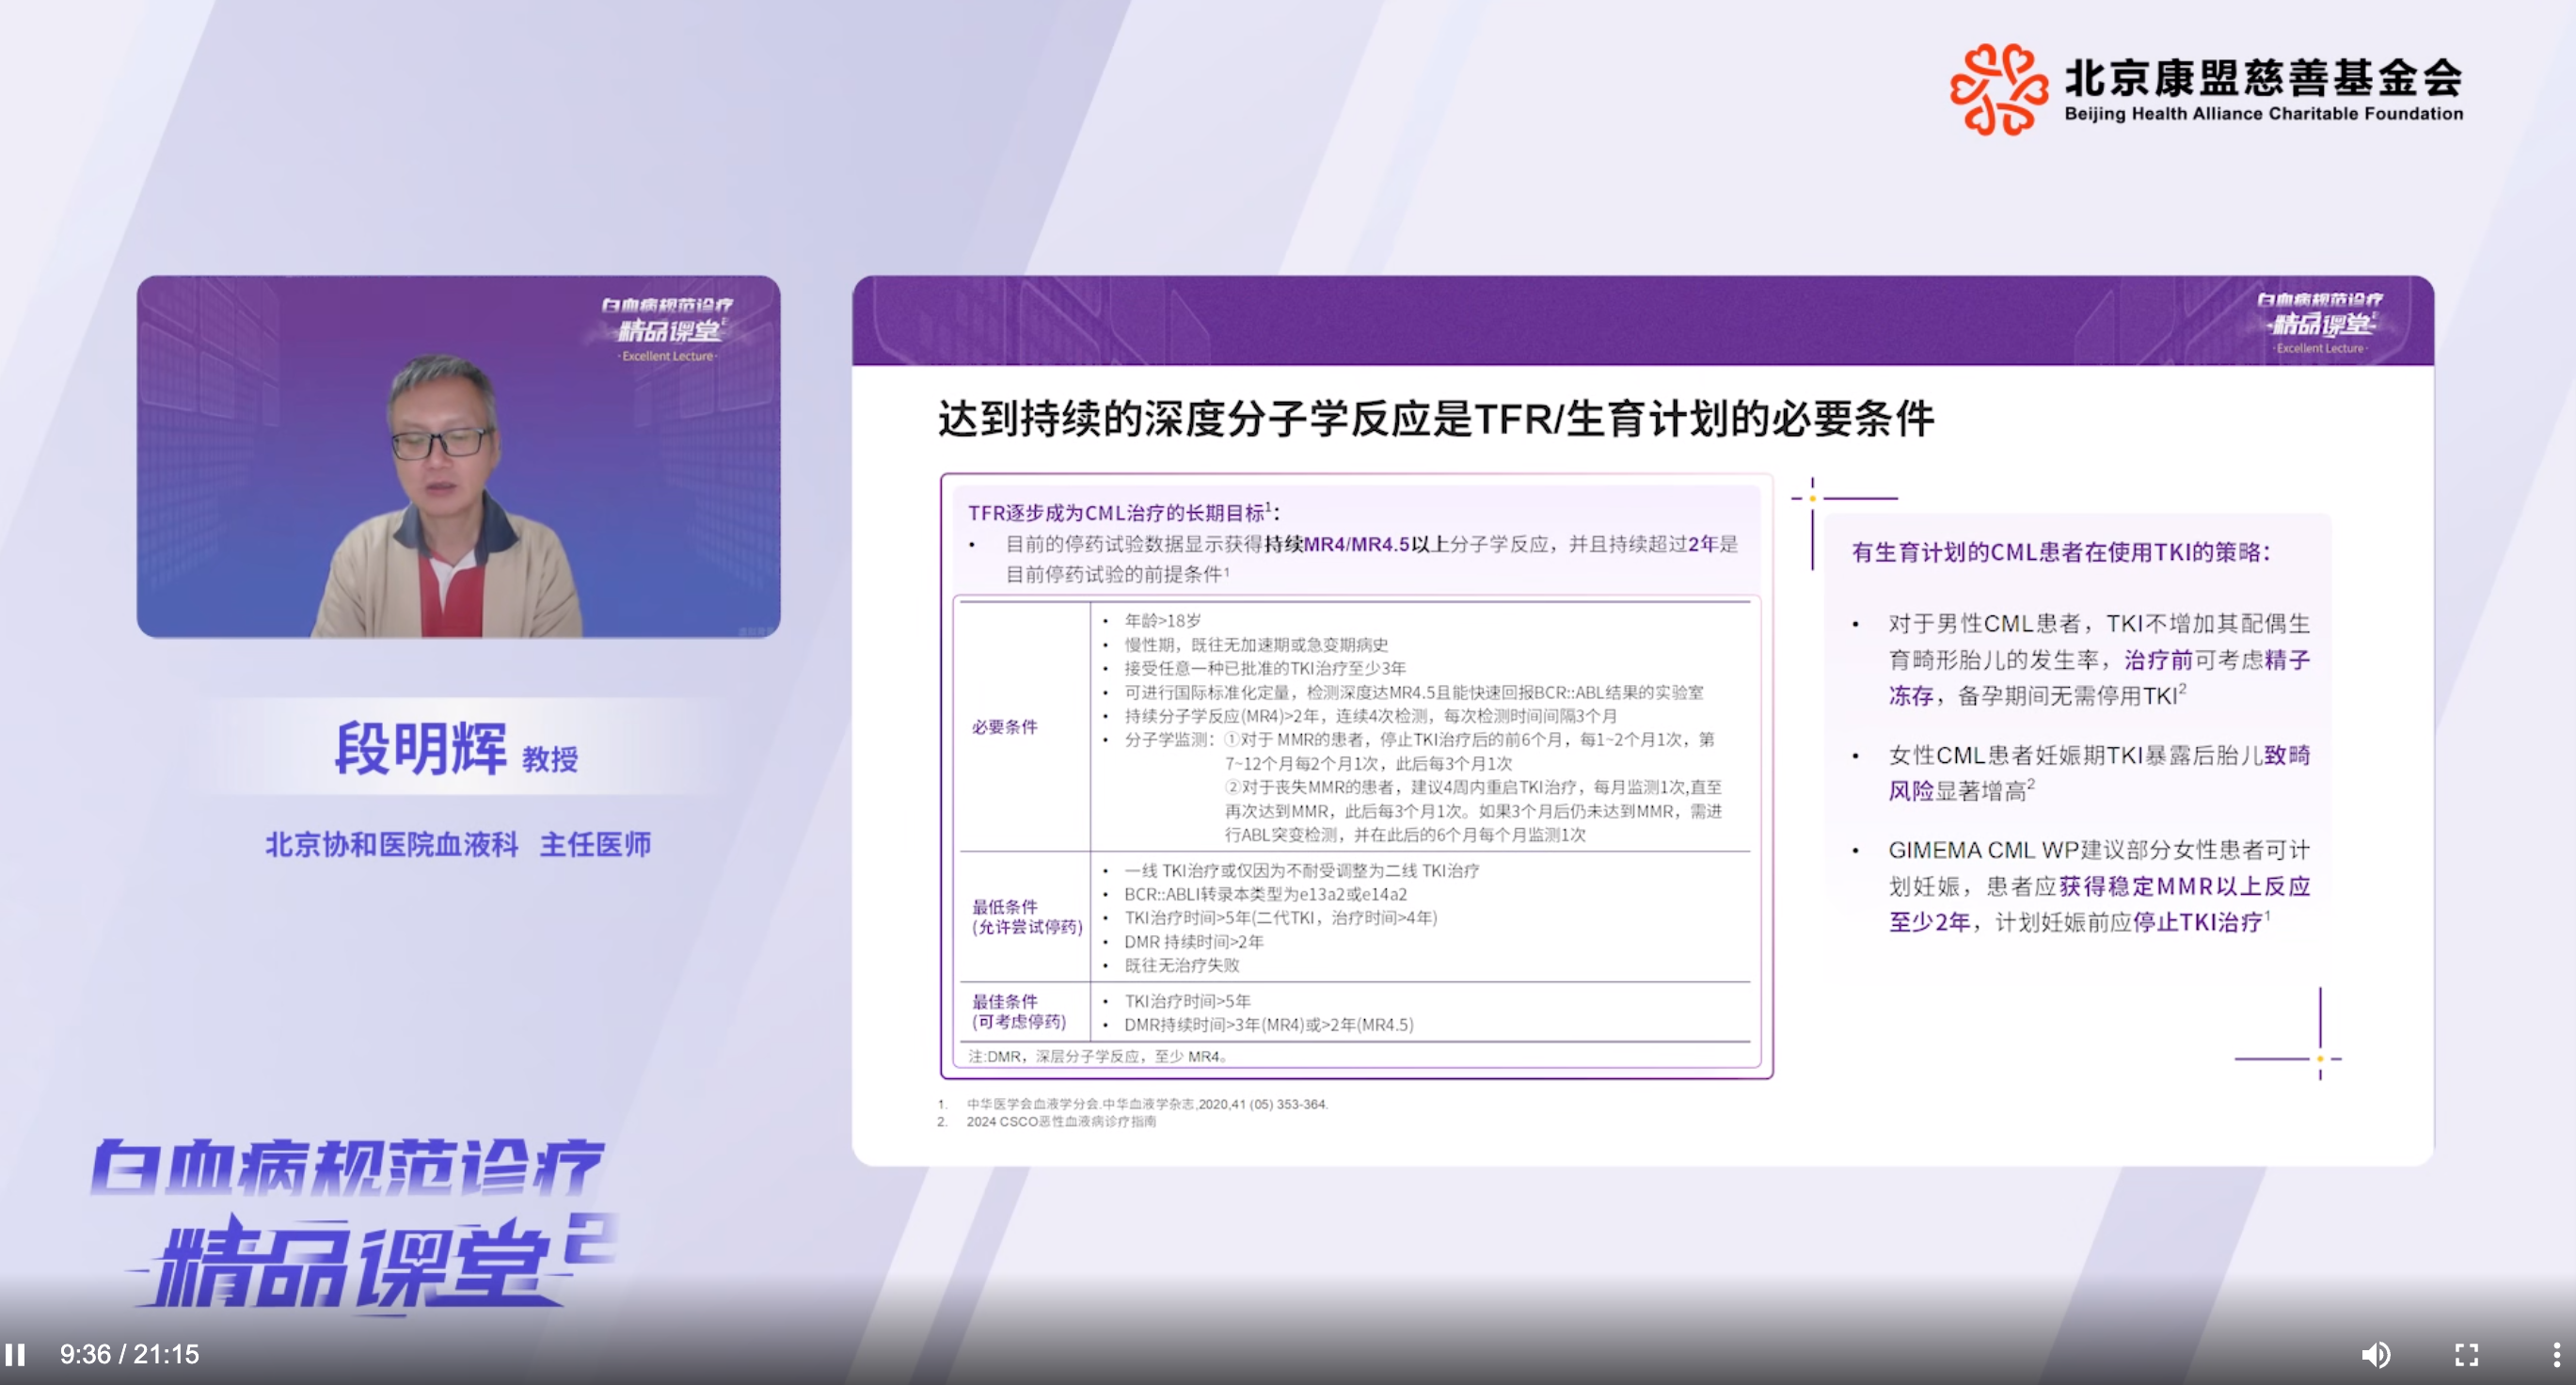 北京康盟慈善基金会
Beijing Health Alliance Charitable Foundation
白血病规范诊疗
精品课堂2
·Excellent Lecture·
段明辉 教授
北京协和医院血液科 主任医师
白血病规范诊疗
精品课堂2
白血病规范诊疗
精品课堂2
·Excellent Lecture·
达到持续的深度分子学反应是TFR/生育计划的必要条件
TFR逐步成为CML治疗的长期目标1：
• 目前的停药试验数据显示获得持续MR4/MR4.5以上分子学反应，并且持续超过2年是
目前停药试验的前提条件1
必要条件
• 年龄>18岁
• 慢性期，既往无加速期或急变期病史
• 接受任意一种已批准的TKI治疗至少3年
• 可进行国际标准化定量，检测深度达MR4.5且能快速回报BCR::ABL结果的实验室
• 持续分子学反应(MR4)>2年，连续4次检测，每次检测时间间隔3个月
• 分子学监测：①对于 MMR的患者，停止TKI治疗后的前6个月，每1~2个月1次，第
7~12个月每2个月1次，此后每3个月1次
②对于丧失MMR的患者，建议4周内重启TKI治疗，每月监测1次,直至
再次达到MMR，此后每3个月1次。如果3个月后仍未达到MMR，需进
行ABL突变检测，并在此后的6个月每个月监测1次
最低条件
(允许尝试停药)
• 一线 TKI治疗或仅因为不耐受调整为二线 TKI治疗
• BCR::ABLI转录本类型为e13a2或e14a2
• TKI治疗时间>5年(二代TKI，治疗时间>4年)
• DMR 持续时间>2年
• 既往无治疗失败
最佳条件
(可考虑停药)
• TKI治疗时间>5年
• DMR持续时间>3年(MR4)或>2年(MR4.5)
注:DMR，深层分子学反应，至少 MR4。
有生育计划的CML患者在使用TKI的策略：
• 对于男性CML患者，TKI不增加其配偶生
育畸形胎儿的发生率，治疗前可考虑精子
冻存，备孕期间无需停用TKI2
• 女性CML患者妊娠期TKI暴露后胎儿致畸
风险显著增高2
• GIMEMA CML WP建议部分女性患者可计
划妊娠，患者应获得稳定MMR以上反应
至少2年，计划妊娠前应停止TKI治疗1
1. 中华医学会血液学分会.中华血液学杂志,2020,41 (05) 353-364.
2. 2024 CSCO恶性血液病诊疗指南
9:36 / 21:15